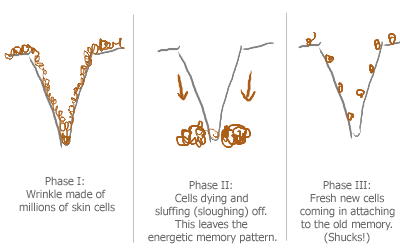 Phase I:
Wrinkle made of
millions of skin cells
Phase II:
Cells dying and
sluffing (sloughing) off.
This leaves the
energetic memory pattern.
Phase III:
Fresh new cells
coming in attaching
to the old memory.
(Shucks!)